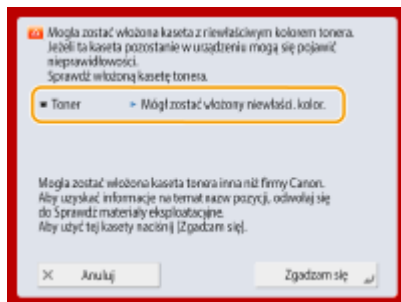 Mogła zostać włożona kaseta z niewłaściwym kolorem tonera.
Jeżeli ta kaseta pozostanie w urządzeniu mogą się pojawić
nieprawidłowości.
Sprawdź włożoną kasetę tonera.
■ Toner ► Mógł zostać włożony niewłaści. kolor.
Mogła zostać włożona kaseta tonera inna niż firmy Canon.
Aby uzyskać informacje na temat nazw pozycji, odwołaj się
do Sprawdź materiały eksploatacyjne.
Aby użyć tej kasety naciśnij [Zgadzam się].
× Anuluj
Zgadzam się